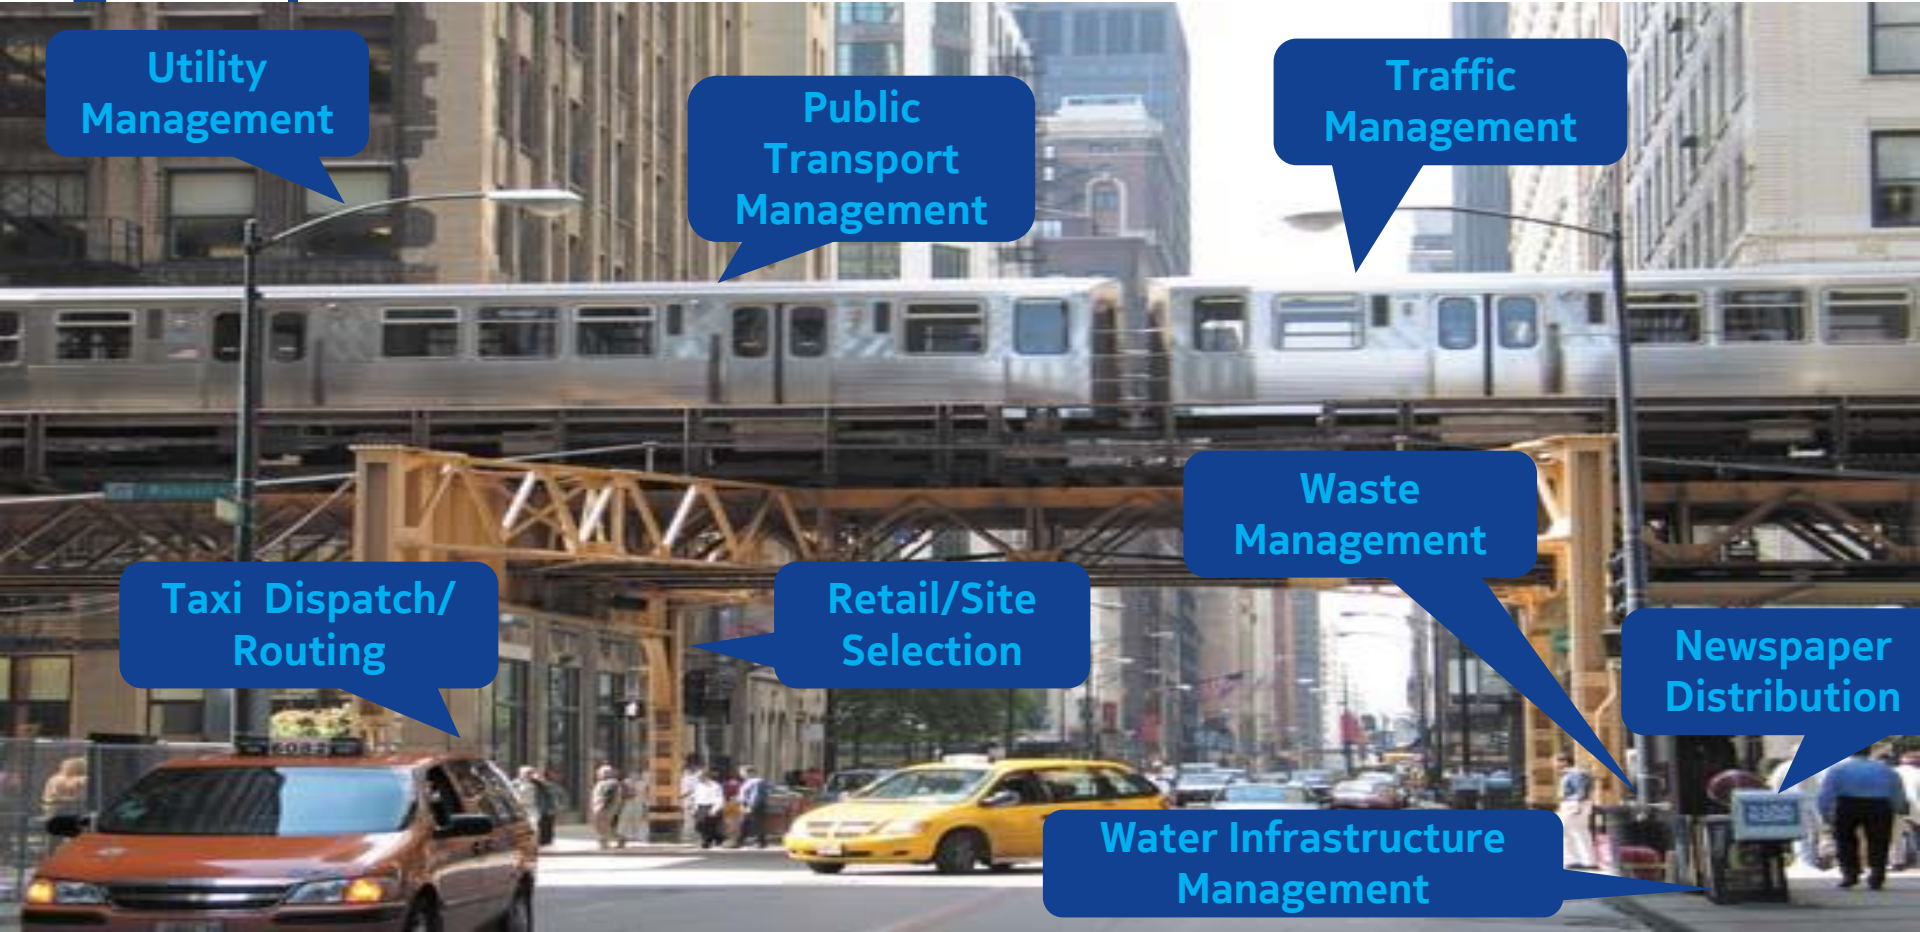 Utility
Management
Public
Transport
Management
Traffic
Management
Waste
Management
Taxi Dispatch/
Routing
Retail/Site
Selection
Newspaper
Distribution
Water Infrastructure
Management